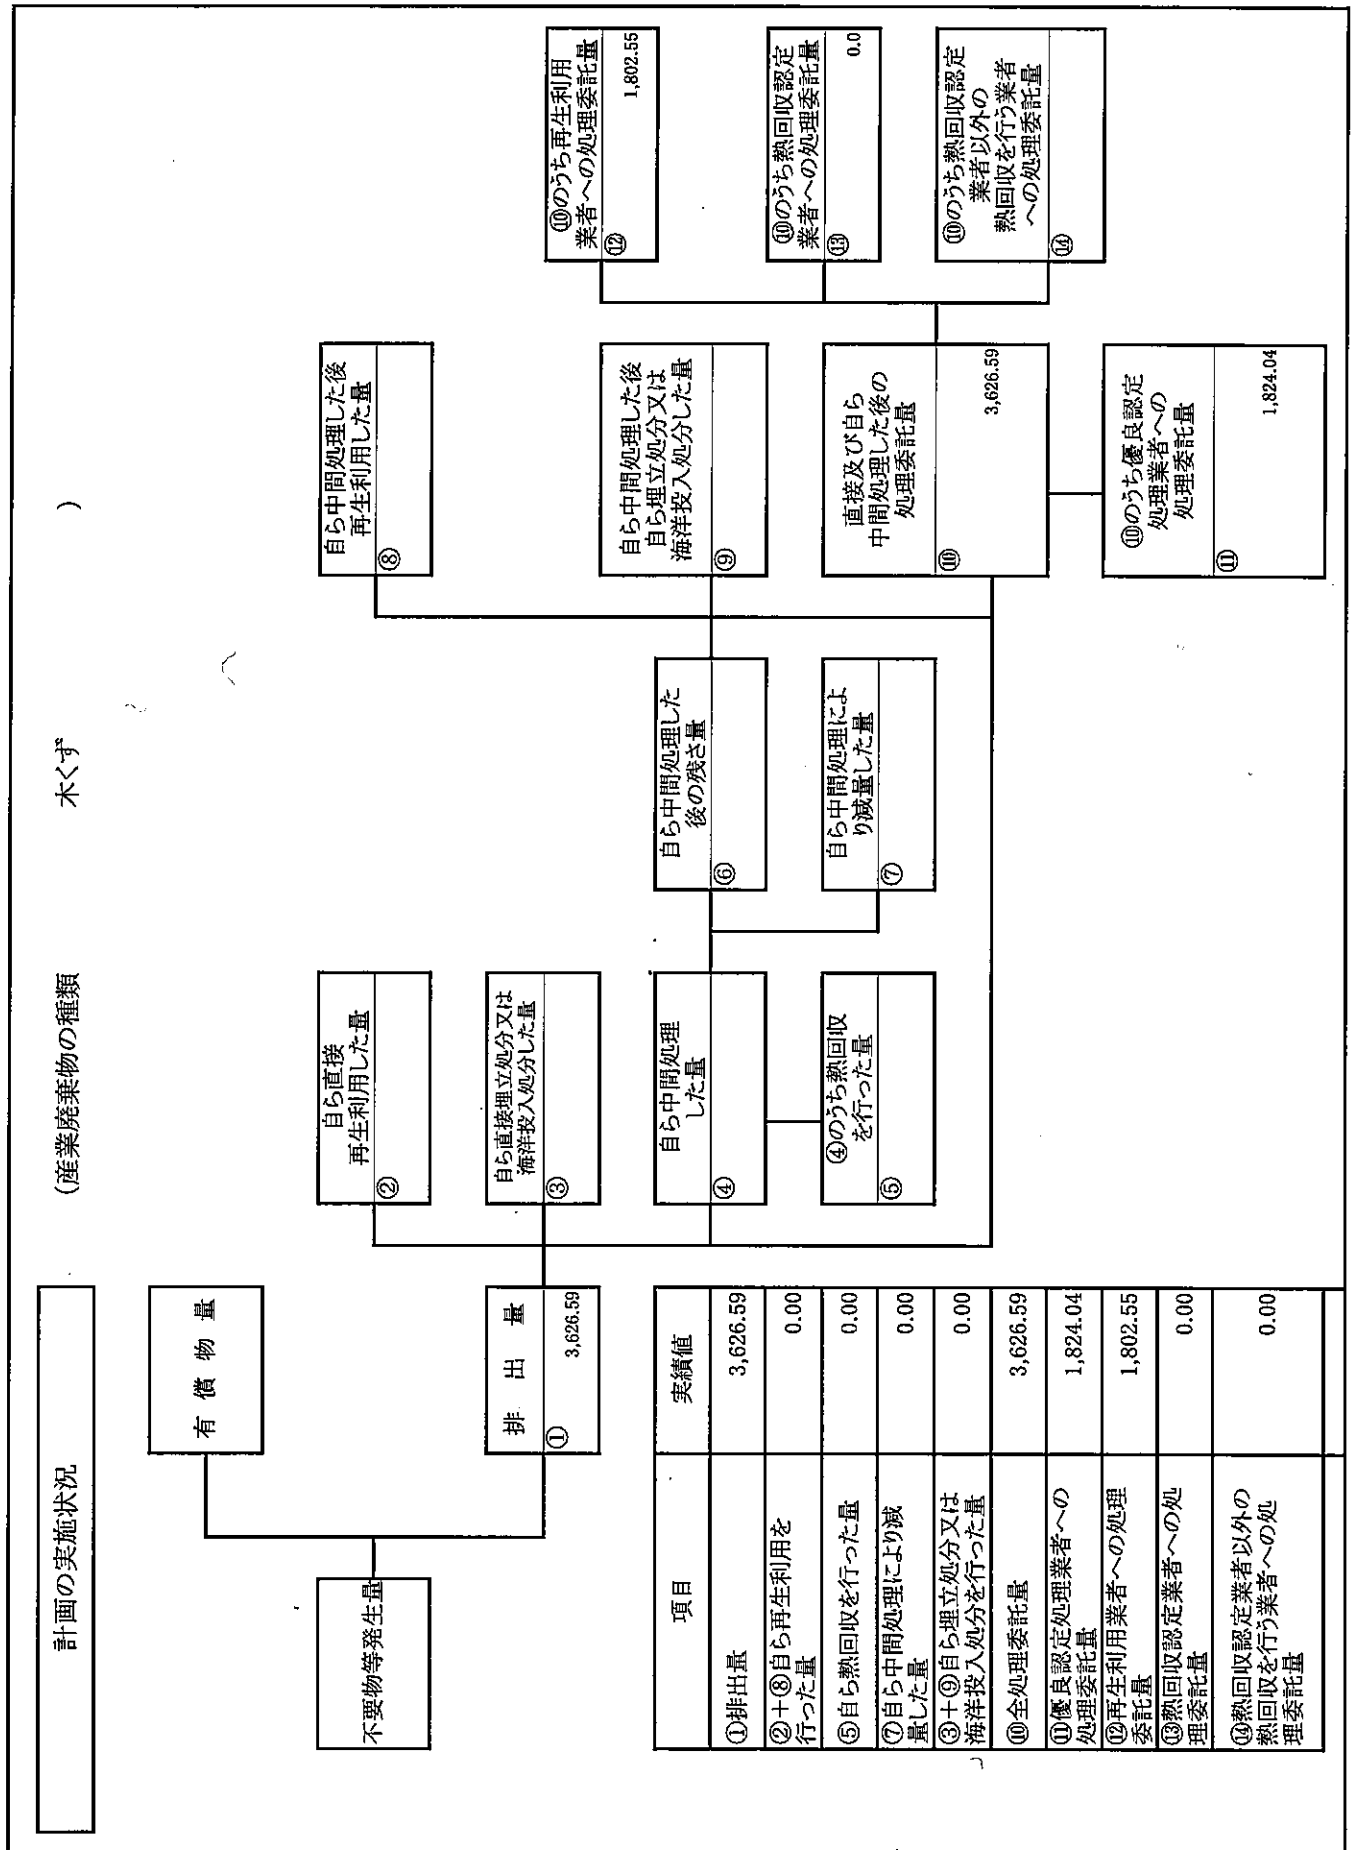 計画の実施状況
(産業廃棄物の種類 木くず )
不要物等発生量
有償物量
排出量
① 3,626.59
自ら直接
再生利用した量
②
自ら直接埋立処分又は
海洋投入処分した量
③
自ら中間処理
した量
④
④のうち熱回収
を行った量
⑤
自ら中間処理した
後の残さ量
⑥
自ら中間処理によ
り減量した量
⑦
自ら中間処理した後
再生利用した量
⑧
自ら中間処理した後
自ら埋立処分又は
海洋投入処分した量
⑨
直接及び自ら
中間処理した後の
処理委託量
⑩ 3,626.59
⑩のうち優良認定
処理業者への
処理委託量
⑪ 1,824.04
⑩のうち再生利用
業者への処理委託量
⑫ 1,802.55
⑩のうち熱回収認定
業者への処理委託量
⑬ 0.0
⑩のうち熱回収認定
業者以外の
熱回収を行う業者
への処理委託量
⑭
項目 実績値
①排出量 3,626.59
②+⑧自ら再生利用を
行った量 0.00
⑤自ら熱回収を行った量 0.00
⑦自ら中間処理により減
量した量 0.00
③+⑨自ら埋立処分又は
海洋投入処分を行った量 0.00
⑩全処理委託量 3,626.59
⑪優良認定処理業者への
処理委託量 1,824.04
⑫再生利用業者への処理
委託量 1,802.55
⑬熱回収認定業者への処
理委託量 0.00
⑭熱回収認定業者以外の
熱回収を行う業者への処
理委託量 0.00